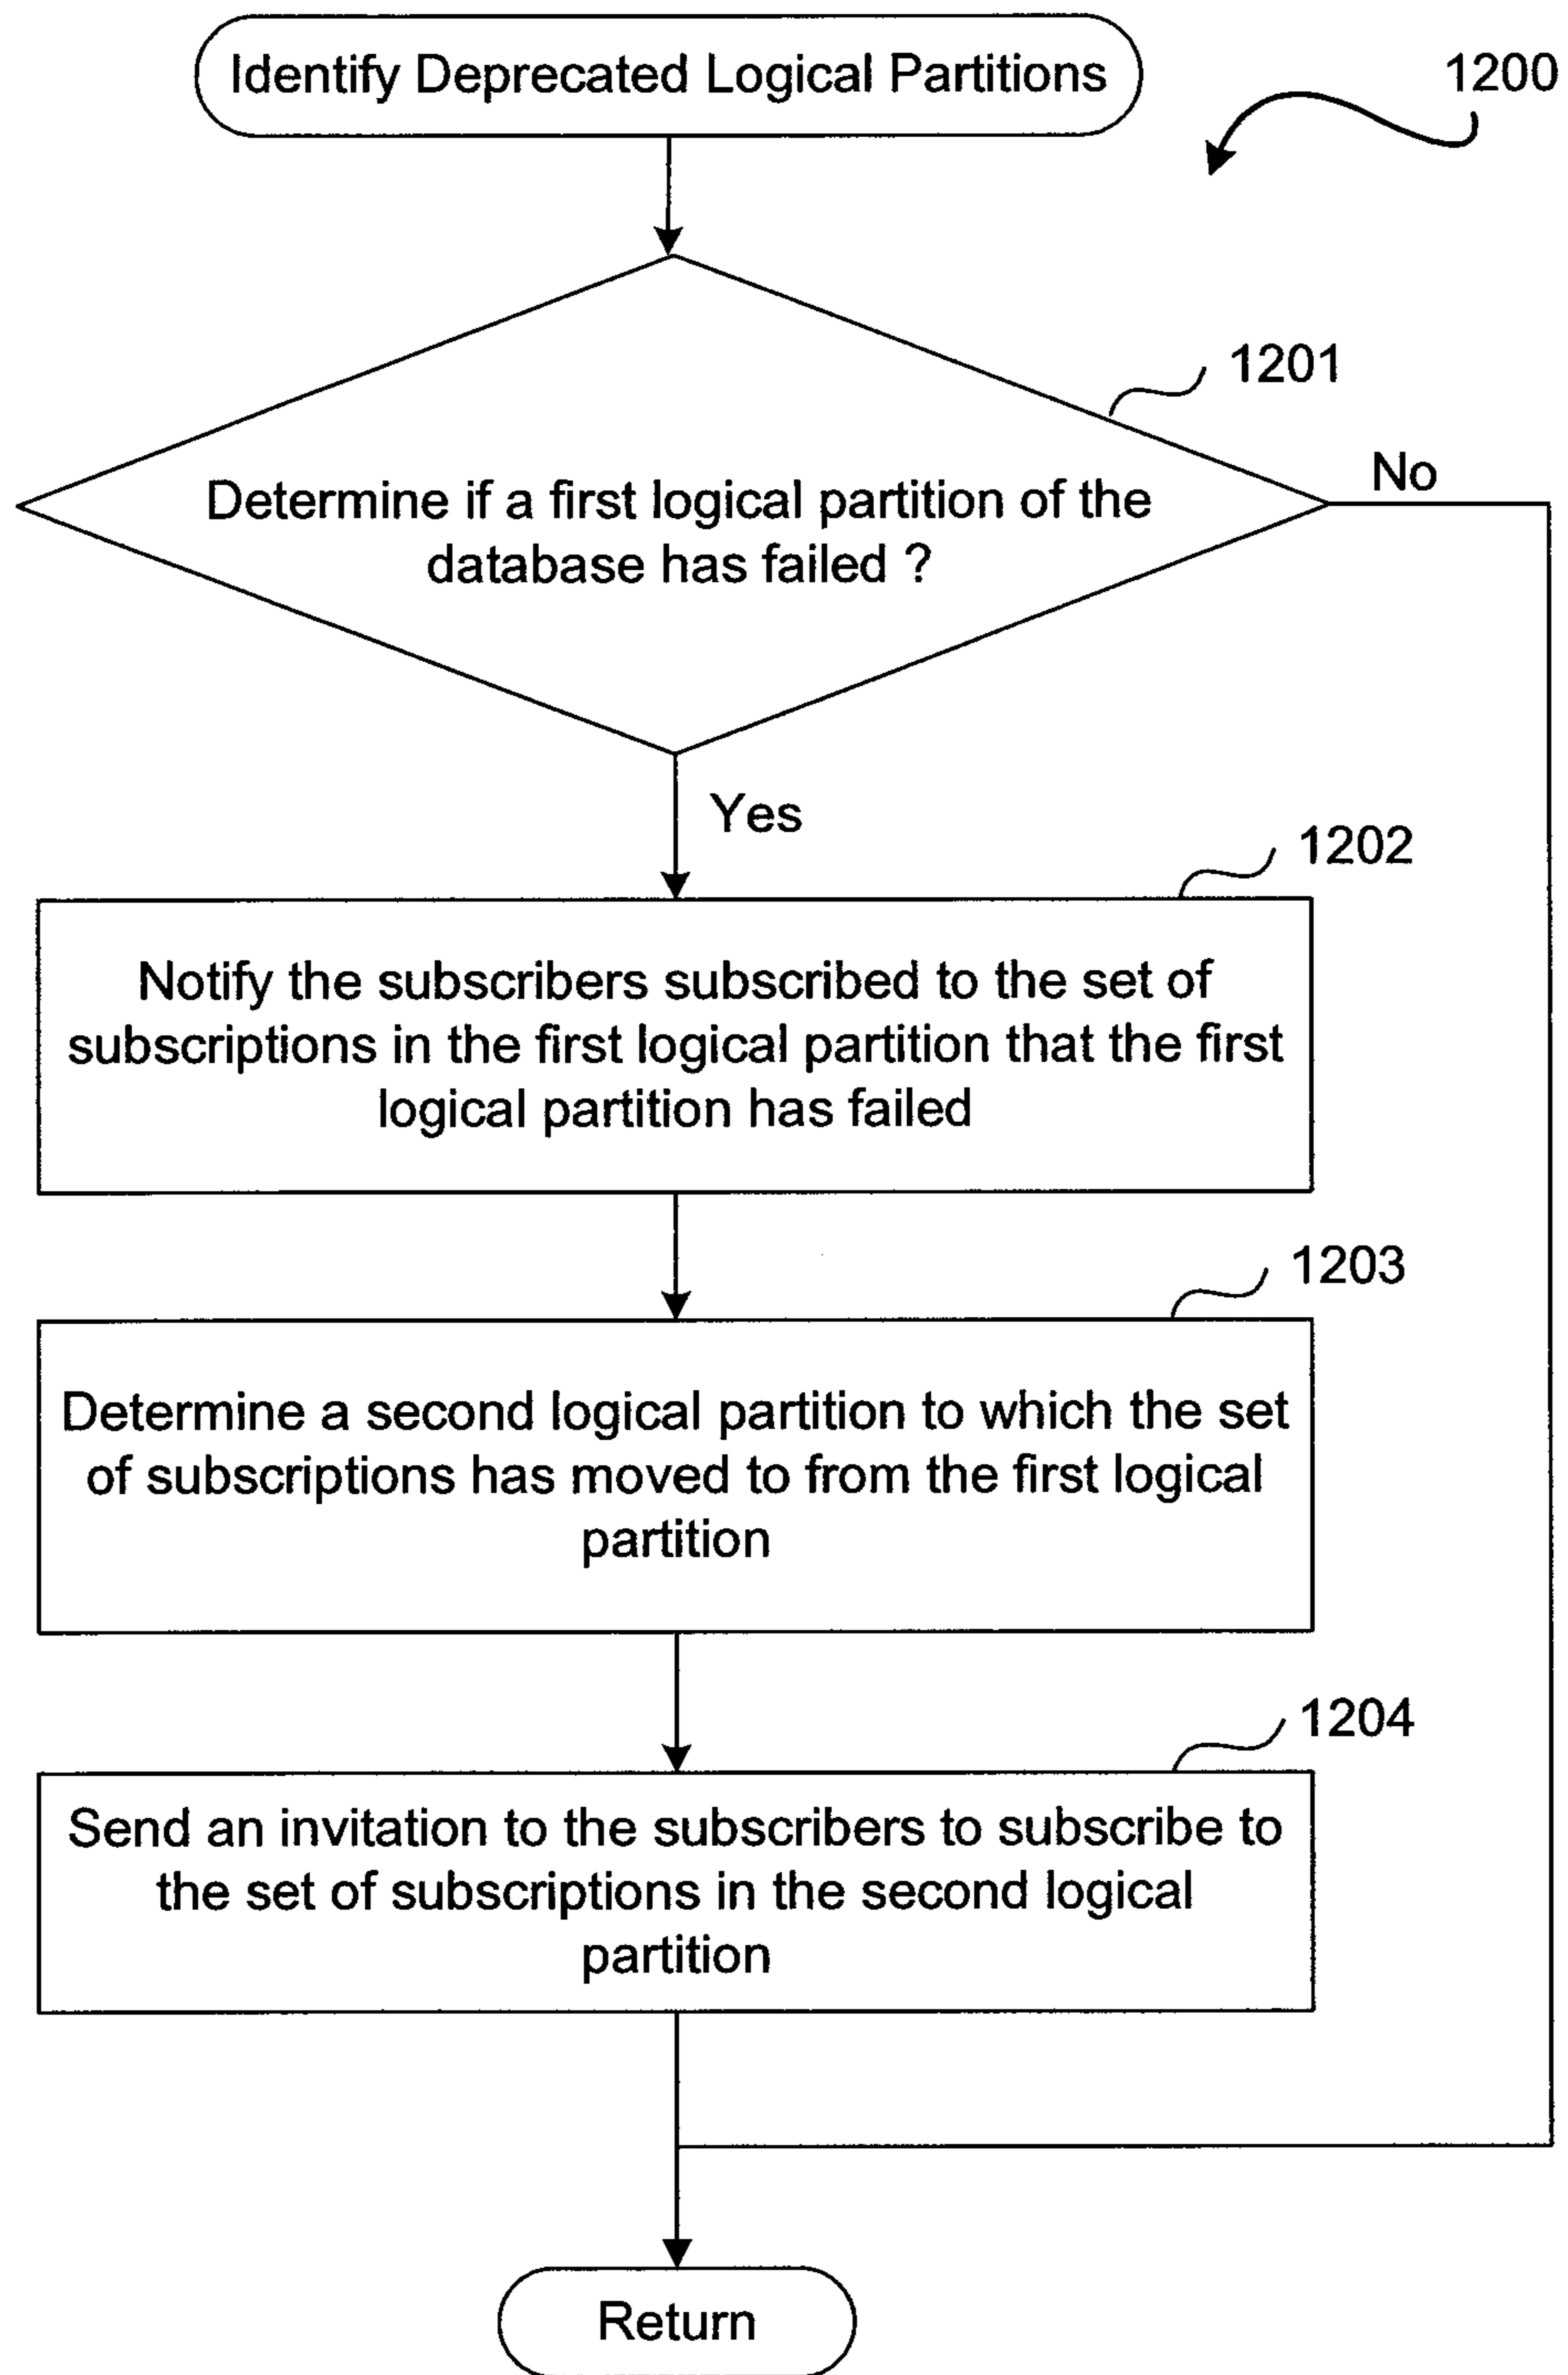 Identify Deprecated Logical Partitions
1200
1201
Determine if a first logical partition of the
database has failed ?
No
Yes
1202
Notify the subscribers subscribed to the set of
subscriptions in the first logical partition that the first
logical partition has failed
1203
Determine a second logical partition to which the set
of subscriptions has moved to from the first logical
partition
1204
Send an invitation to the subscribers to subscribe to
the set of subscriptions in the second logical
partition
Return